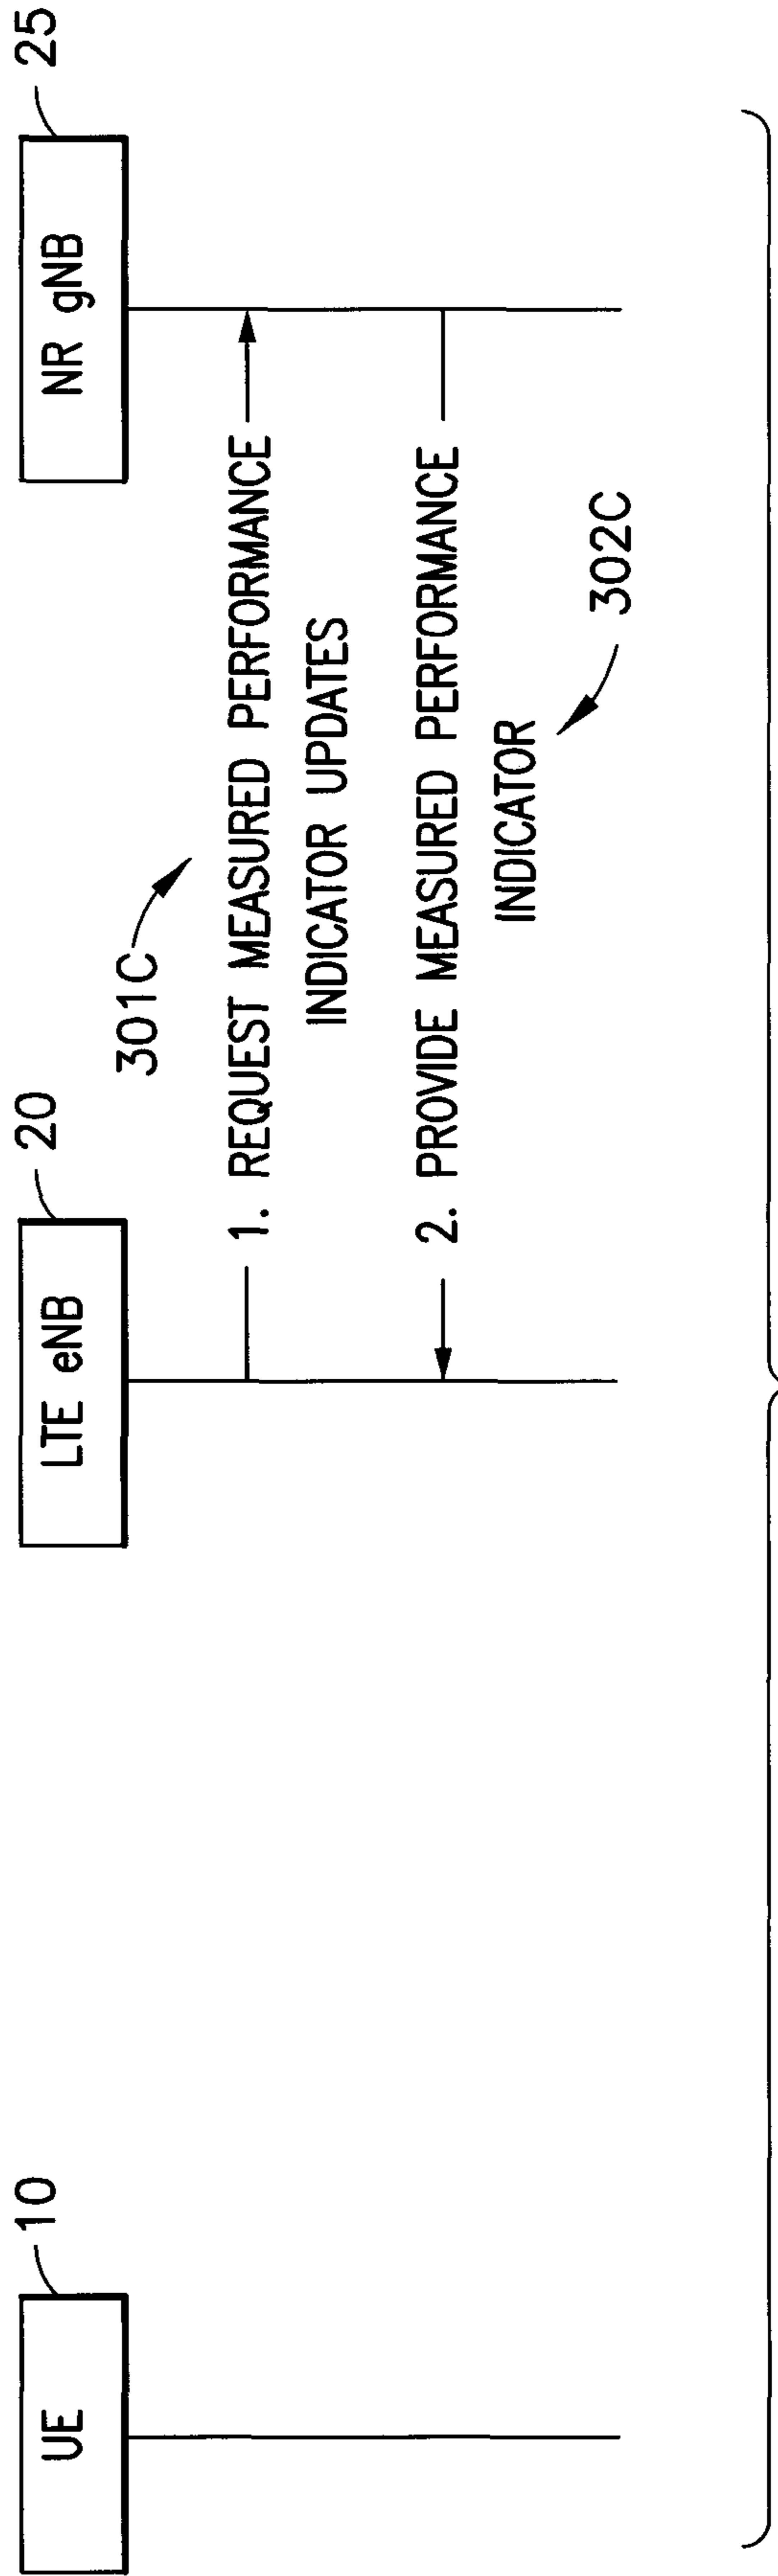 UE
10
LTE eNB
20
NR gNB
25
301C
1. REQUEST MEASURED PERFORMANCE
INDICATOR UPDATES
2. PROVIDE MEASURED PERFORMANCE
INDICATOR
302C